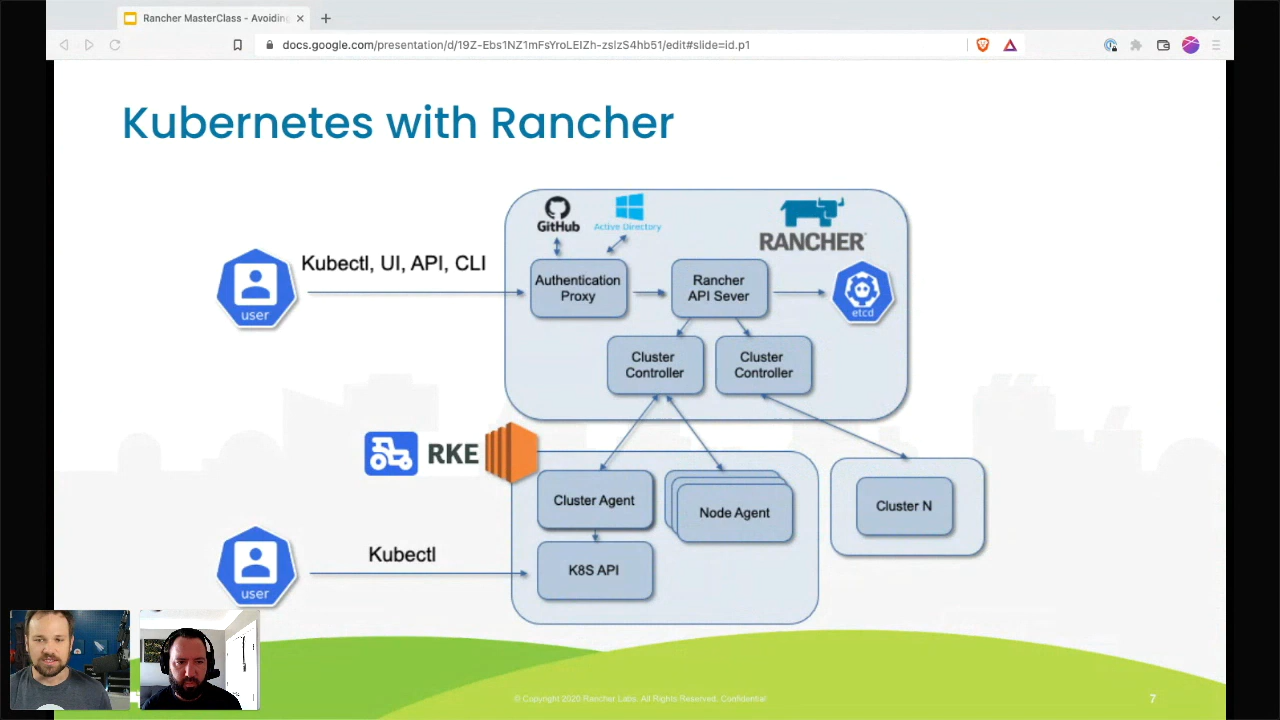 Rancher MasterClass - Avoiding
docs.google.com/presentation/d/19Z-Ebs1NZ1mFsYroLEIZh-zsIzS4hb51/edit#slide=id.p1
Kubernetes with Rancher
GitHub
Active Directory
RANCHER
Kubectl, UI, API, CLI
user
Authentication
Proxy
Rancher
API Sever
etcd
Cluster
Controller
Cluster
Controller
RKE
Cluster Agent
Node Agent
Cluster N
Kubectl
K8S API
user
© Copyright 2020 Rancher Labs. All Rights Reserved. Confidential
7